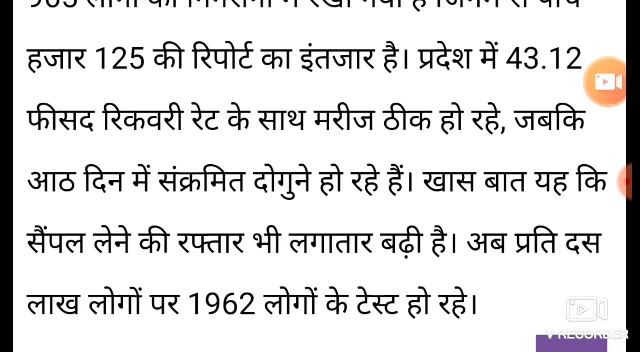 हजार 125 की रिपोर्ट का इंतजार है। प्रदेश में 43.12
फीसद रिकवरी रेट के साथ मरीज ठीक हो रहे, जबकि
आठ दिन में संक्रमित दोगुने हो रहे हैं। खास बात यह कि
सैंपल लेने की रफ्तार भी लगातार बढ़ी है। अब प्रति दस
लाख लोगों पर 1962 लोगों के टेस्ट हो रहे।
V RECORDER